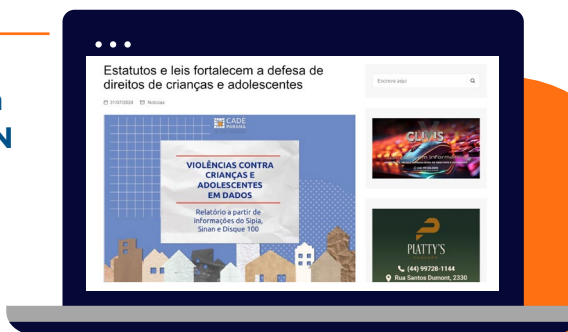 Estatutos e leis fortalecem a defesa de
direitos de crianças e adolescentes
31/07/2024 Notícias
Escreva aqui
CADÊ
PARANÁ
VIOLÊNCIAS CONTRA
CRIANÇAS E
ADOLESCENTES
EM DADOS
Relatório a partir de
informações do Sipia,
Sinan e Disque 100
N
PIATTY'S
(44) 99728-1144
Rua Santos Dumont, 2330